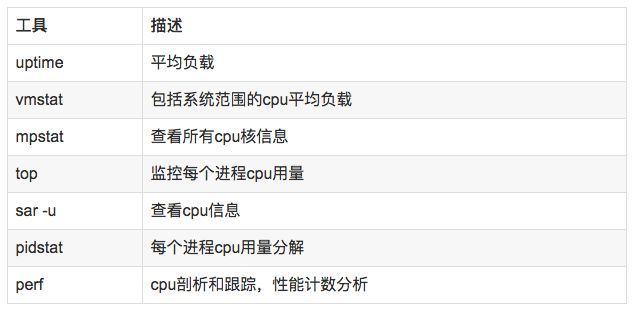 工具 描述
uptime 平均负载
vmstat 包括系统范围的cpu平均负载
mpstat 查看所有cpu核信息
top 监控每个进程cpu用量
sar -u 查看cpu信息
pidstat 每个进程cpu用量分解
perf cpu剖析和跟踪，性能计数分析